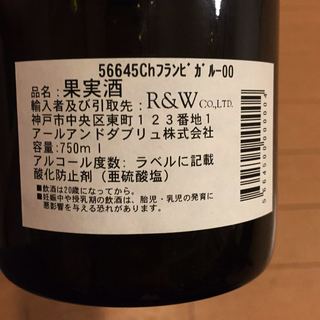 56645Chフランビ ガルー00
品名：果実酒
輸入者及び引取先：R&W CO.,LTD.
神戸市中央区東町１２３番地１
アールアンドダブリュ株式会社
容量：750ｍｌ
アルコール度数：ラベルに記載
酸化防止剤（亜硫酸塩）
■飲酒は20歳になってから。
■妊娠中や授乳期の飲酒は、胎児・乳児の発育に
悪影響を与える恐れがあります。